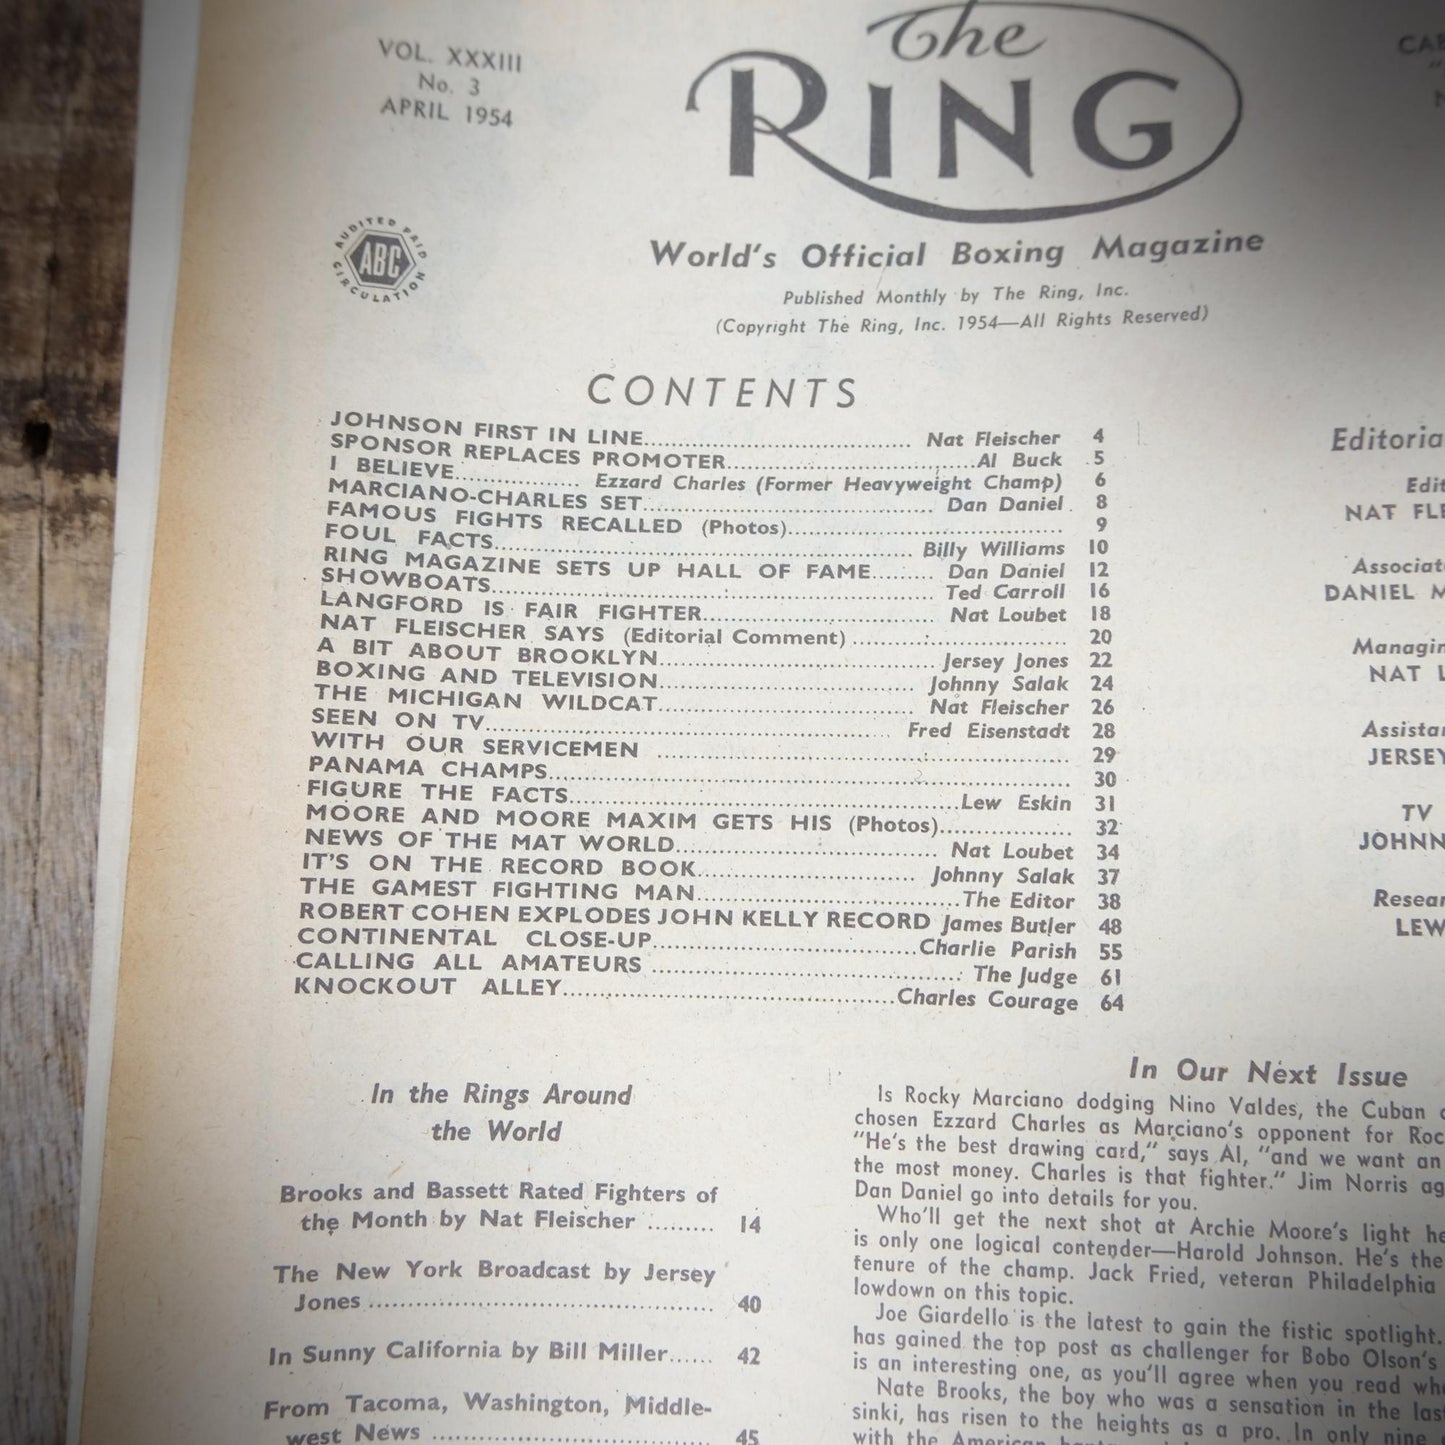 VOL. XXXIII
No. 3
APRIL 1954
The
RING
AUDITED PAID
ABC
CIRCULATION
World's Official Boxing Magazine
Published Monthly by The Ring, Inc.
(Copyright The Ring, Inc. 1954—All Rights Reserved)
CONTENTS
JOHNSON FIRST IN LINE Nat Fleischer 4
SPONSOR REPLACES PROMOTER Al Buck 5
I BELIEVE Ezzard Charles (Former Heavyweight Champ) 6
MARCIANO-CHARLES SET Dan Daniel 8
FAMOUS FIGHTS RECALLED (Photos) 9
FOUL FACTS Billy Williams 10
RING MAGAZINE SETS UP HALL OF FAME Dan Daniel 12
SHOWBOATS Ted Carroll 16
LANGFORD IS FAIR FIGHTER Nat Loubet 18
NAT FLEISCHER SAYS (Editorial Comment) 20
A BIT ABOUT BROOKLYN Jersey Jones 22
BOXING AND TELEVISION Johnny Salak 24
THE MICHIGAN WILDCAT Nat Fleischer 26
SEEN ON TV Fred Eisenstadt 28
WITH OUR SERVICEMEN 29
PANAMA CHAMPS 30
FIGURE THE FACTS Lew Eskin 31
MOORE AND MOORE MAXIM GETS HIS (Photos) 32
NEWS OF THE MAT WORLD Nat Loubet 34
IT'S ON THE RECORD BOOK Johnny Salak 37
THE GAMEST FIGHTING MAN The Editor 38
ROBERT COHEN EXPLODES JOHN KELLY RECORD James Butler 48
CONTINENTAL CLOSE-UP Charlie Parish 55
CALLING ALL AMATEURS The Judge 61
KNOCKOUT ALLEY Charles Courage 64
Editoria
Edit
NAT FLE
Associat
DANIEL M
Managin
NAT L
Assista
JERSEY
TV
JOHNN
Resear
LEW
In the Rings Around
the World
Brooks and Bassett Rated Fighters of
the Month by Nat Fleischer 14
The New York Broadcast by Jersey
Jones 40
In Sunny California by Bill Miller 42
From Tacoma, Washington, Middle-
west News 45
In Our Next Issue
Is Rocky Marciano dodging Nino Valdes, the Cuban
chosen Ezzard Charles as Marciano's opponent for Roc
"He's the best drawing card," says Al, "and we want an
the most money. Charles is that fighter." Jim Norris ag
Dan Daniel go into details for you.
Who'll get the next shot at Archie Moore's light he
is only one logical contender—Harold Johnson. He's the
fenure of the champ. Jack Fried, veteran Philadelphia
lowdown on this topic.
Joe Giardello is the latest to gain the fistic spotlight.
has gained the top post as challenger for Bobo Olson's
is an interesting one, as you'll agree when you read wh
Nate Brooks, the boy who was a sensation in the las
sinki, has risen to the heights as a pro. In only nine
with the American